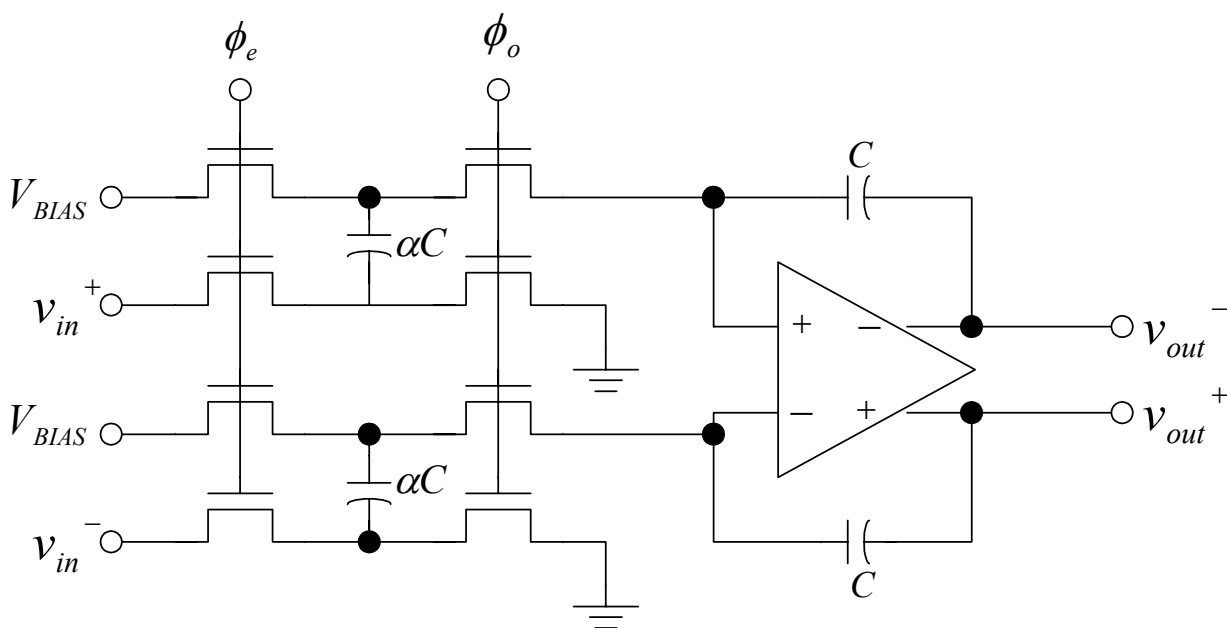 ϕe ϕo
VBIAS
C
αC
vin+
+ −
vout−
VBIAS
− +
vout+
αC
vin−
C